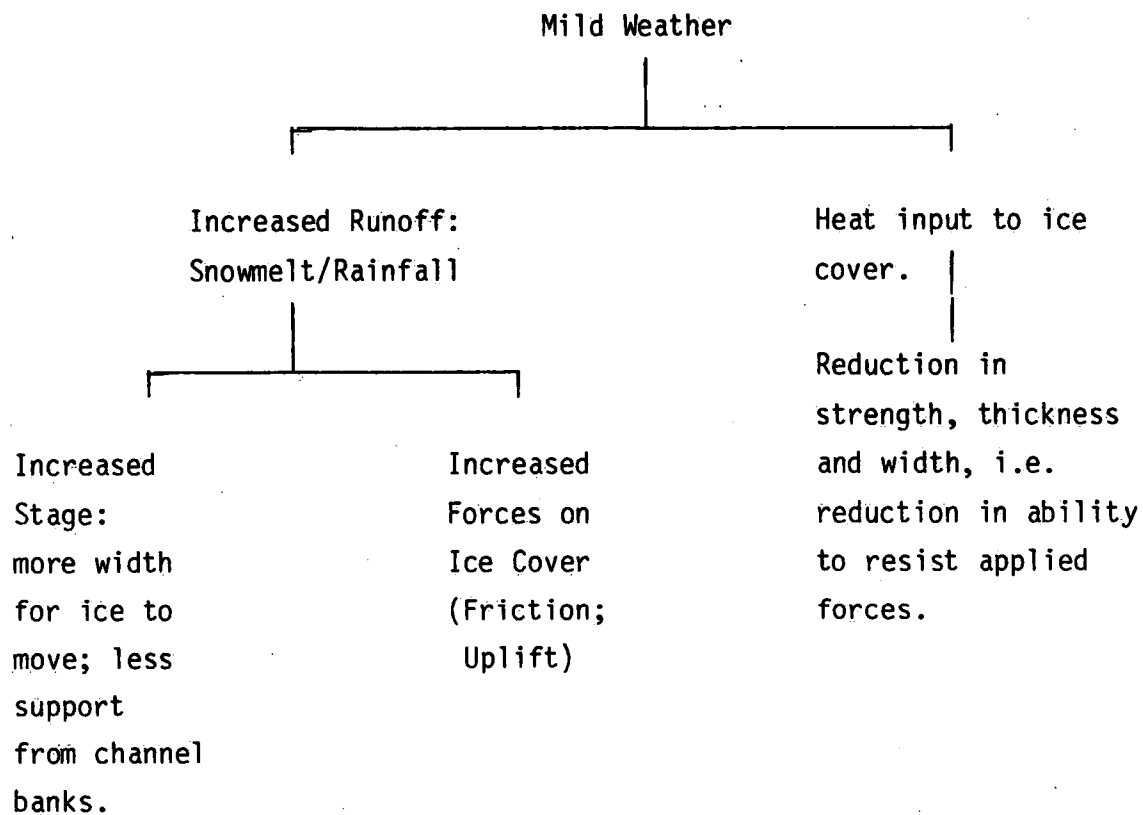 Mild Weather
Increased Runoff:
Snowmelt/Rainfall
Increased
Stage:
more width
for ice to
move; less
support
from channel
banks.
Increased
Forces on
Ice Cover
(Friction;
Uplift)
Heat input to ice
cover.
Reduction in
strength, thickness
and width, i.e.
reduction in ability
to resist applied
forces.